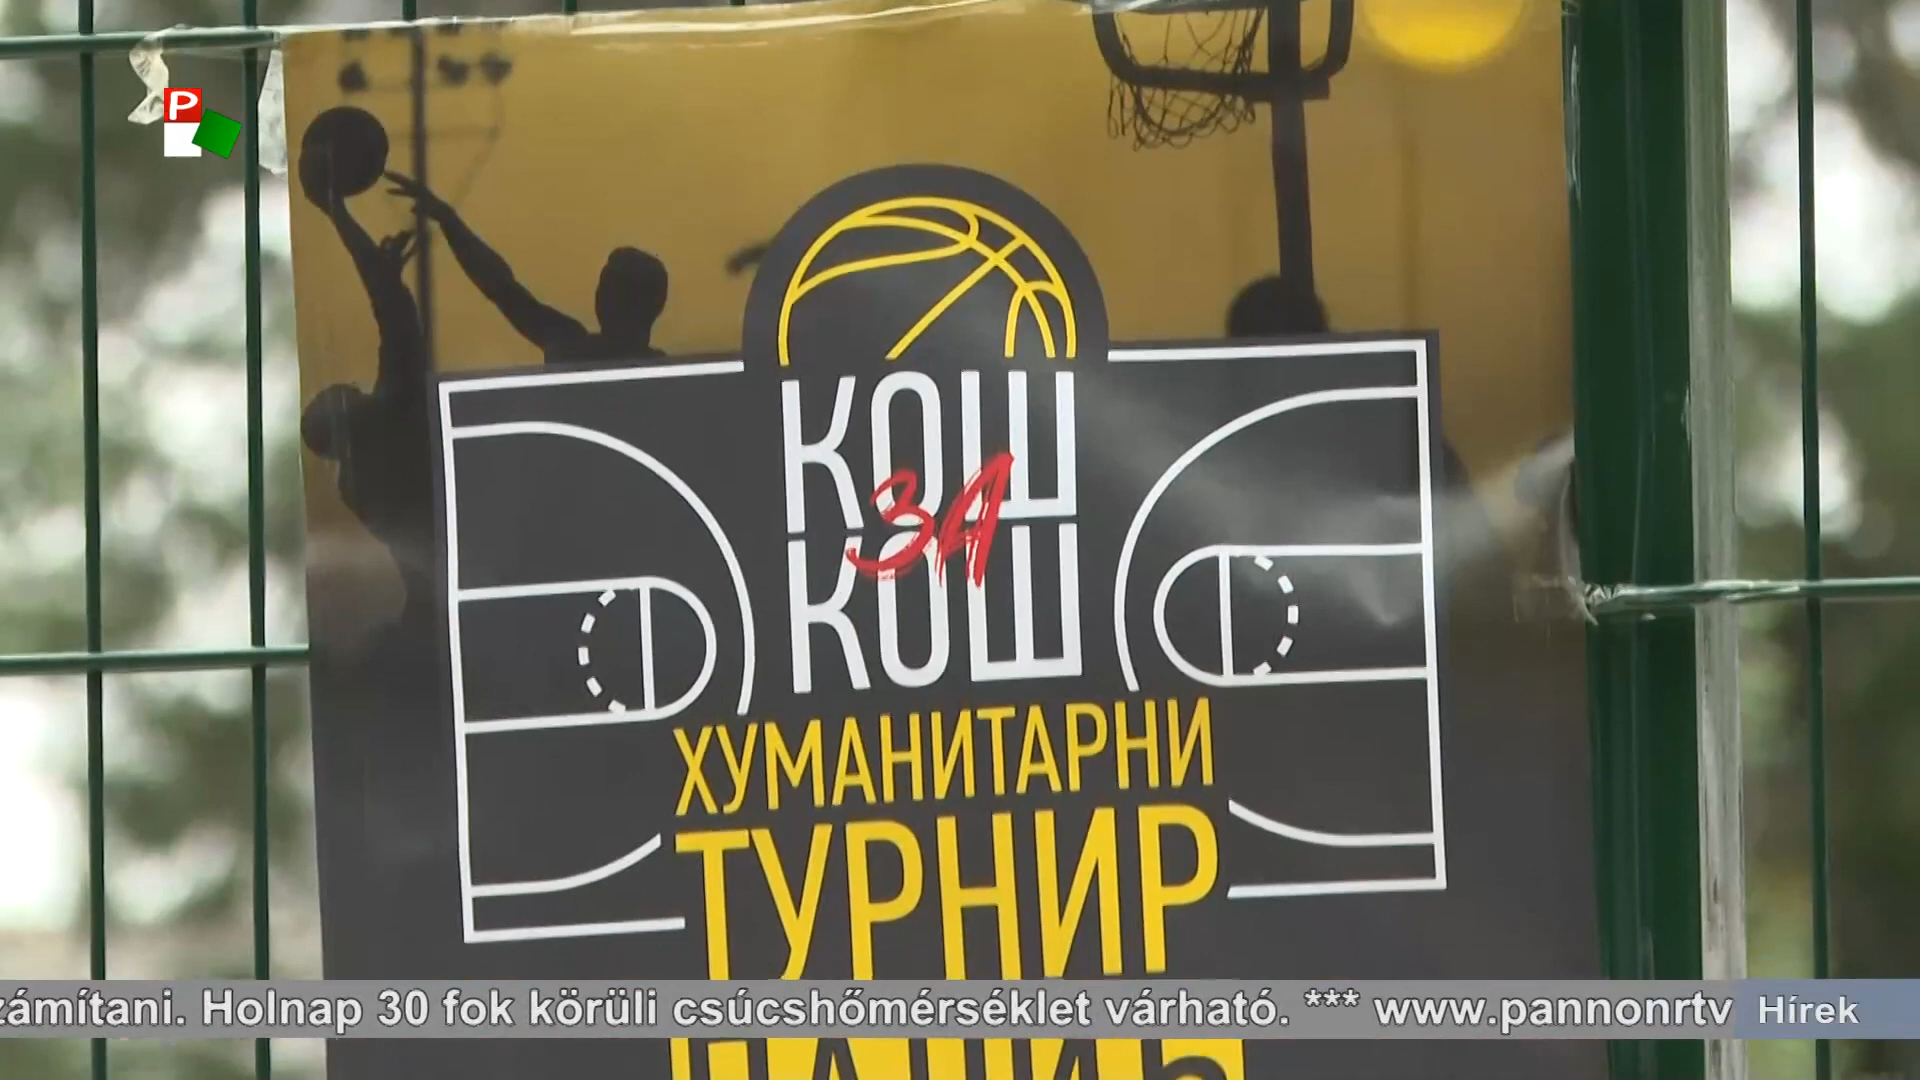 P
КОШ
ЗА
КОШ
ХУМАНИТАРНИ
ТУРНИР
zámítani. Holnap 30 fok körüli csúcshőmérséklet várható. *** www.pannonrtv
Hírek